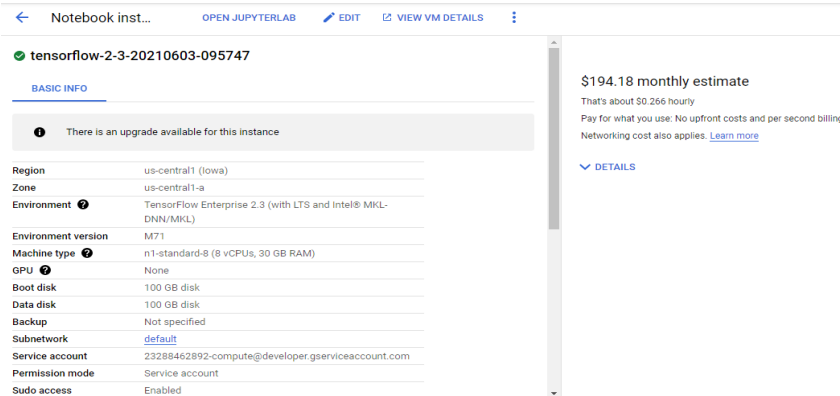 Notebook inst... OPEN JUPYTERLAB EDIT VIEW VM DETAILS
tensorflow-2-3-20210603-095747
BASIC INFO
There is an upgrade available for this instance
Region us-central1 (Iowa)
Zone us-central1-a
Environment TensorFlow Enterprise 2.3 (with LTS and Intel® MKL-
DNN/MKL)
Environment version M71
Machine type n1-standard-8 (8 vCPUs, 30 GB RAM)
GPU None
Boot disk 100 GB disk
Data disk 100 GB disk
Backup Not specified
Subnetwork default
Service account 23288462892-compute@developer.gserviceaccount.com
Permission mode Service account
Sudo access Enabled
$194.18 monthly estimate
That's about $0.266 hourly
Pay for what you use: No upfront costs and per second billing
Networking cost also applies. Learn more
DETAILS